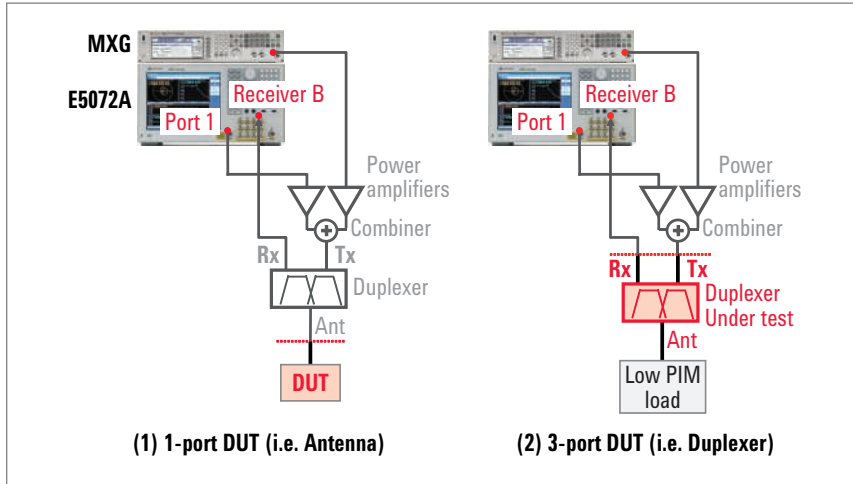 MXG
E5072A
Receiver B
Port 1
Power
amplifiers
Combiner
Rx
Tx
Duplexer
Ant
DUT
(1) 1-port DUT (i.e. Antenna)
Receiver B
Port 1
Power
amplifiers
Combiner
Rx
Tx
Duplexer
Under test
Ant
Low PIM
load
(2) 3-port DUT (i.e. Duplexer)